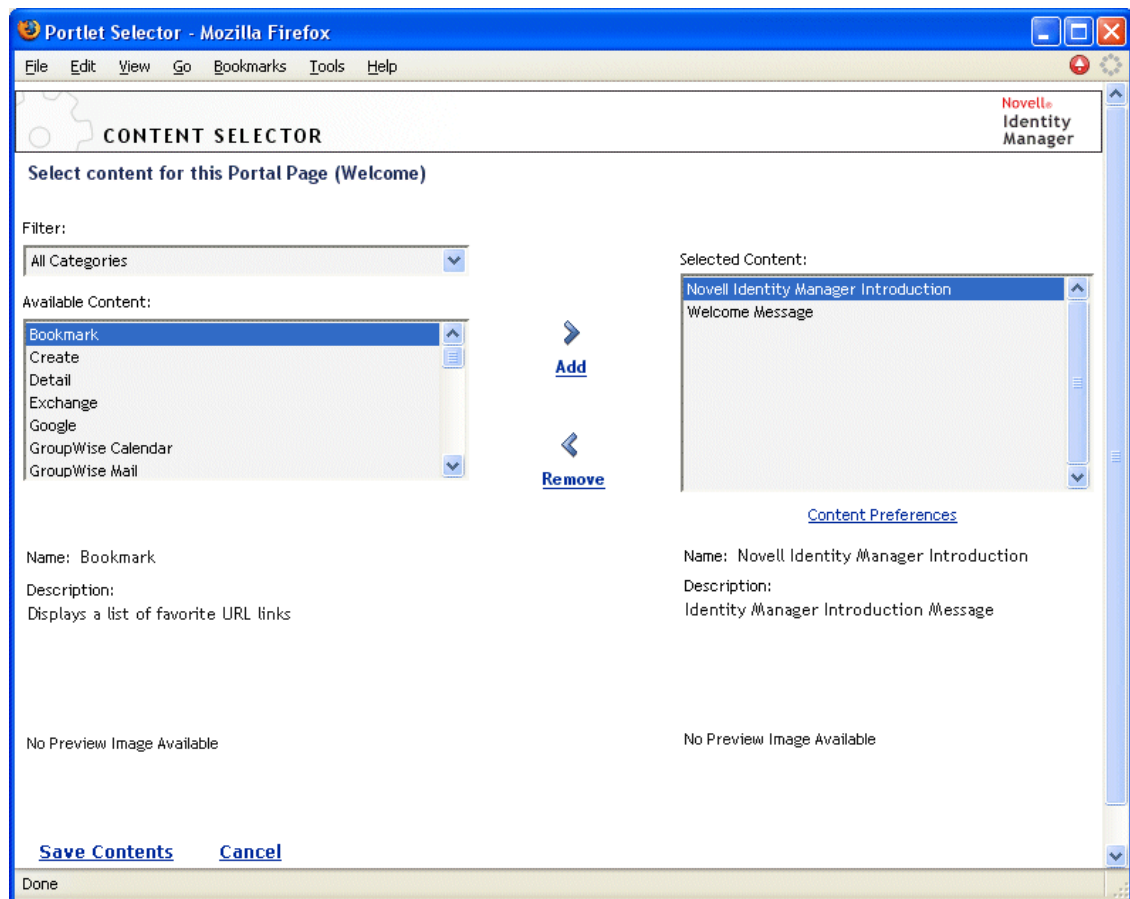 Portlet Selector - Mozilla Firefox
File Edit View Go Bookmarks Tools Help
Novell®
Identity
Manager
CONTENT SELECTOR
Select content for this Portal Page (Welcome)
Filter:
All Categories
Available Content:
Bookmark
Create
Detail
Exchange
Google
GroupWise Calendar
GroupWise Mail
Add
Remove
Selected Content:
Novell Identity Manager Introduction
Welcome Message
Content Preferences
Name: Bookmark
Description:
Displays a list of favorite URL links
No Preview Image Available
Name: Novell Identity Manager Introduction
Description:
Identity Manager Introduction Message
No Preview Image Available
Save Contents Cancel
Done